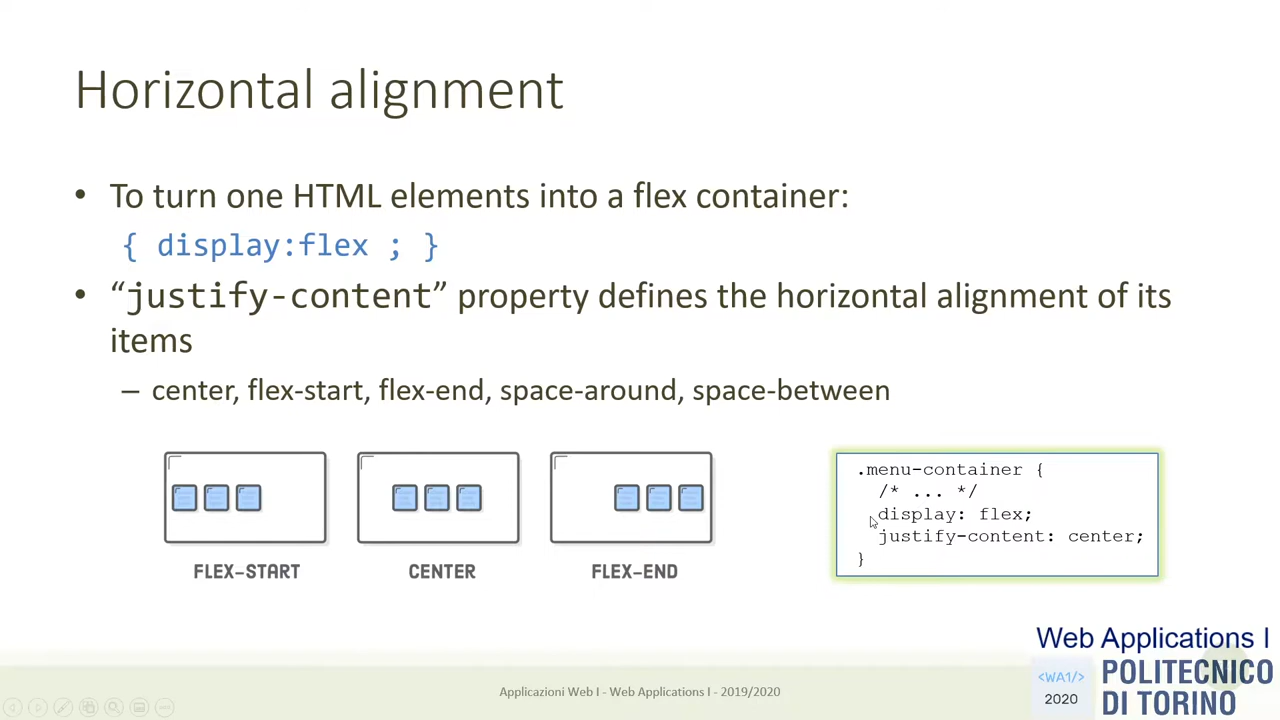 Horizontal alignment
• To turn one HTML elements into a flex container:
{ display:flex ; }
• “justify-content” property defines the horizontal alignment of its
items
– center, flex-start, flex-end, space-around, space-between
FLEX-START
CENTER
FLEX-END
.menu-container {
/* ... */
display: flex;
justify-content: center;
}
Web Applications I
Applicazioni Web I - Web Applications I - 2019/2020
<WA1/>
2020
POLITECNICO
DI TORINO